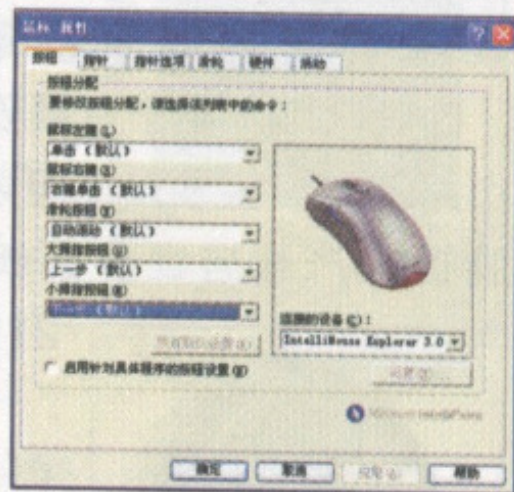 鼠标 属性
按钮 指针 指针选项 滑轮 硬件 活动
按钮分配
要修改按钮分配，请选择该列表中的命令：
鼠标左键(L)
单击（默认）
鼠标右键(R)
右键单击（默认）
滑轮按钮
自动滚动（默认）
大拇指按钮
上一步（默认）
小拇指按钮
下一步（默认）
连接的设备
IntelliMouse Explorer 3.0
启用针对具体程序的按钮设置
Microsoft IntelliPoint
确定 取消 应用(A) 帮助